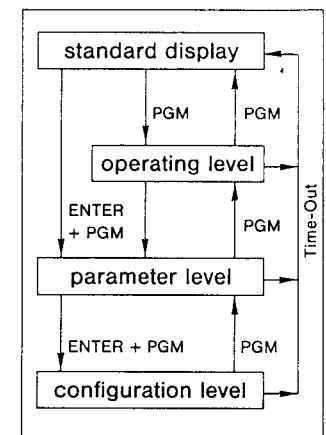 standard display
PGM
PGM
operating level
ENTER
+ PGM
PGM
Time-Out
parameter level
ENTER + PGM
PGM
configuration level